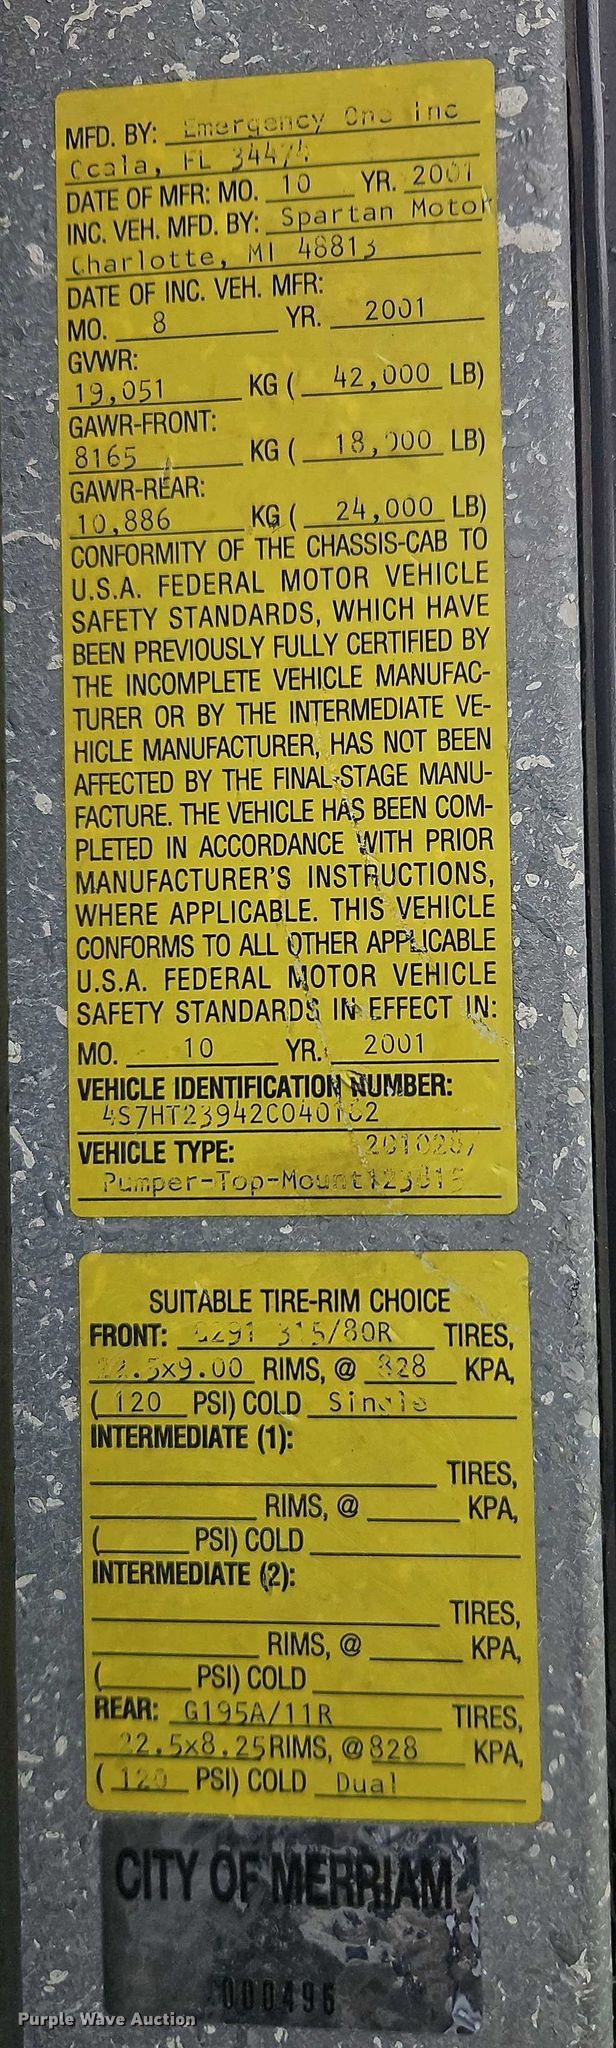 MFD. BY: Emergency One Inc
Ocala, FL 34474
DATE OF MFR: MO. 10 YR. 2001
INC. VEH. MFD. BY: Spartan Motor
Charlotte, MI 48813
DATE OF INC. VEH. MFR:
MO. 8 YR. 2001
GVWR:
19,051 KG ( 42,000 LB)
GAWR-FRONT:
8165 KG ( 18,000 LB)
GAWR-REAR:
10,886 KG ( 24,000 LB)
CONFORMITY OF THE CHASSIS-CAB TO
U.S.A. FEDERAL MOTOR VEHICLE
SAFETY STANDARDS, WHICH HAVE
BEEN PREVIOUSLY FULLY CERTIFIED BY
THE INCOMPLETE VEHICLE MANUFAC-
TURER OR BY THE INTERMEDIATE VE-
HICLE MANUFACTURER, HAS NOT BEEN
AFFECTED BY THE FINAL-STAGE MANU-
FACTURE. THE VEHICLE HAS BEEN COM-
PLETED IN ACCORDANCE WITH PRIOR
MANUFACTURER'S INSTRUCTIONS,
WHERE APPLICABLE. THIS VEHICLE
CONFORMS TO ALL OTHER APPLICABLE
U.S.A. FEDERAL MOTOR VEHICLE
SAFETY STANDARDS IN EFFECT IN:
MO. 10 YR. 2001
VEHICLE IDENTIFICATION NUMBER:
VEHICLE TYPE:
Pumper-Top-Mount
SUITABLE TIRE-RIM CHOICE
FRONT: G291 315/80R TIRES,
22.5x9.00 RIMS, @ 828 KPA,
( 120 PSI) COLD Single
INTERMEDIATE (1):
TIRES,
RIMS, @ KPA,
( PSI) COLD
INTERMEDIATE (2):
TIRES,
RIMS, @ KPA,
( PSI) COLD
REAR: G195A/11R TIRES,
22.5x8.25 RIMS, @ 828 KPA,
( 120 PSI) COLD Dual
CITY OF MERRIAM
000496
Purple Wave Auction